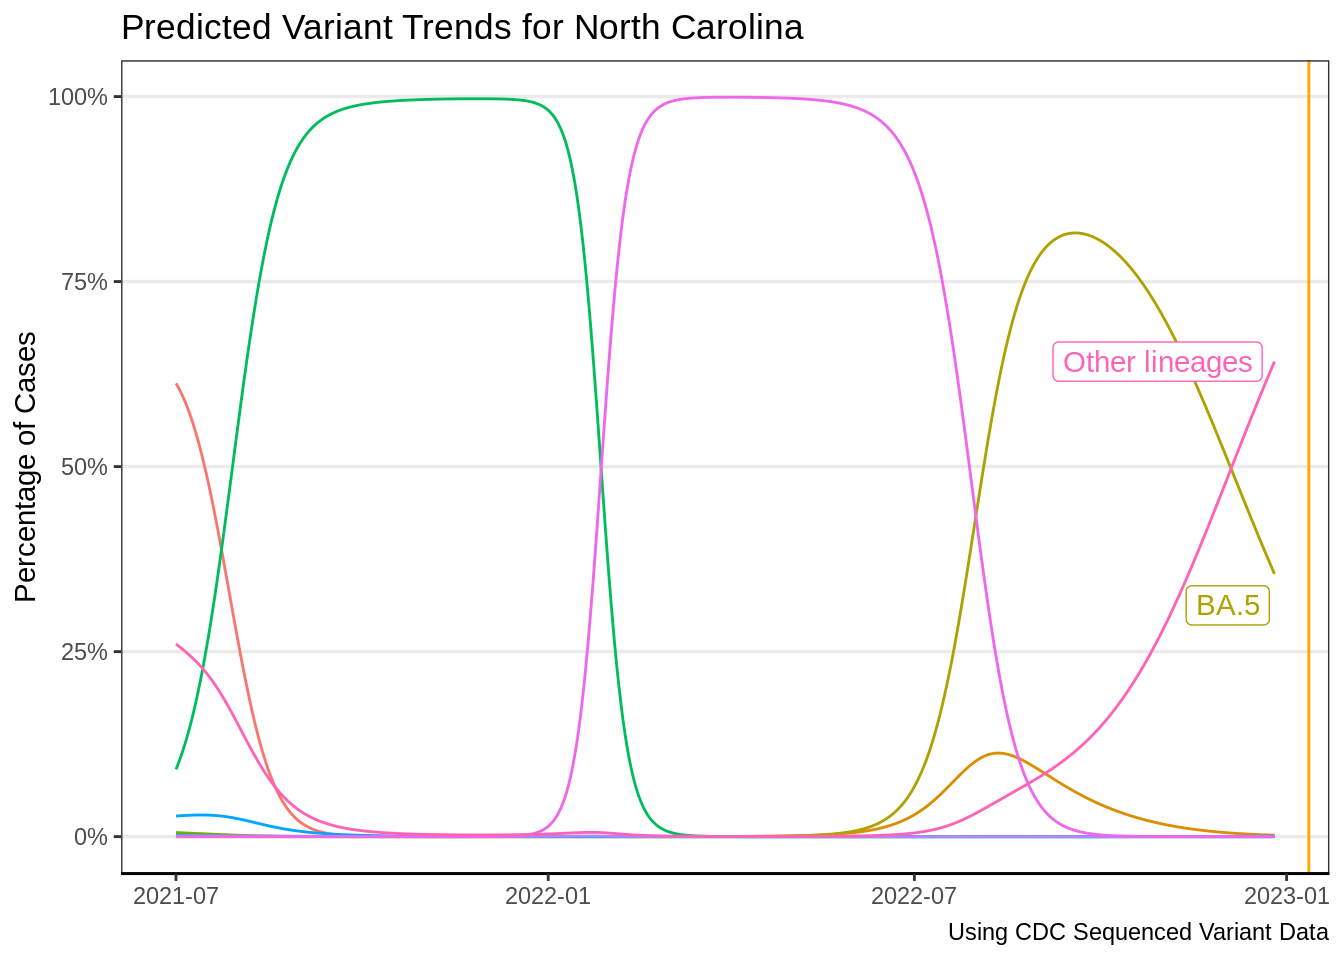 Predicted Variant Trends for North Carolina
Percentage of Cases
100%
75%
50%
25%
0%
Other lineages
BA.5
2021-07
2022-01
2022-07
2023-01
Using CDC Sequenced Variant Data